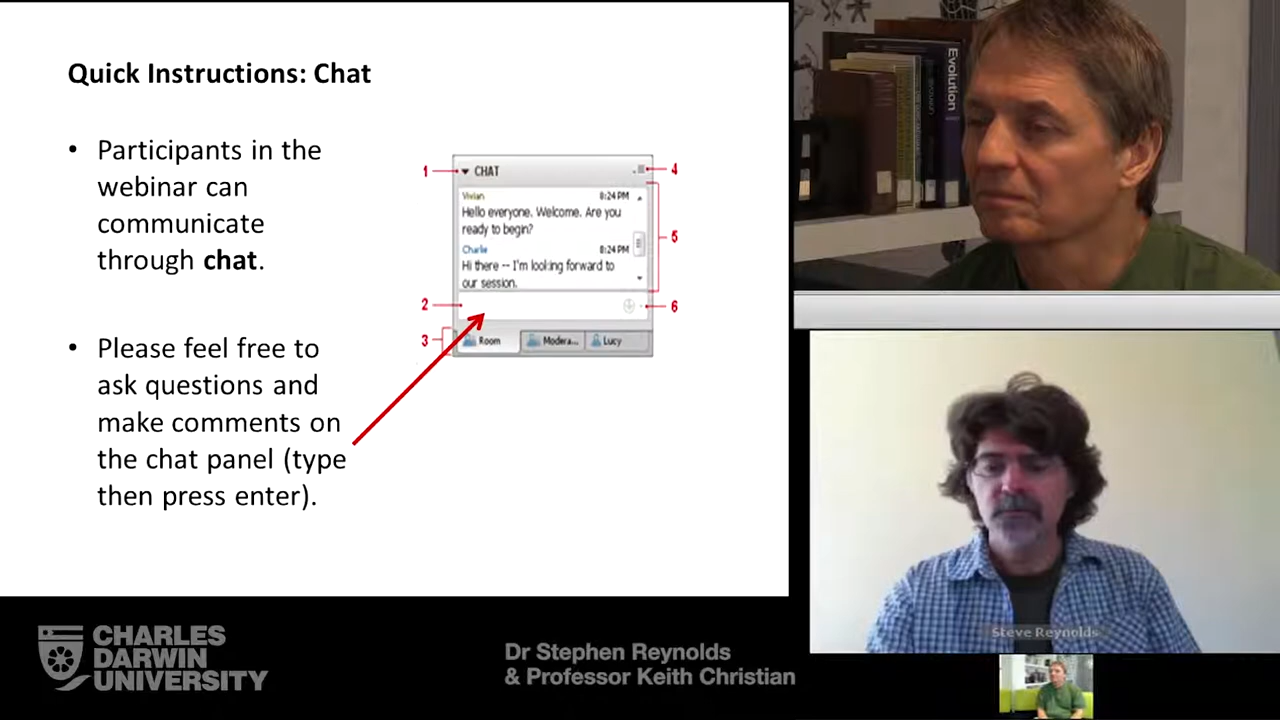 Quick Instructions: Chat
• Participants in the
webinar can
communicate
through chat.
• Please feel free to
ask questions and
make comments on
the chat panel (type
then press enter).
1
CHAT
4
Vivian 8:24 PM
Hello everyone. Welcome. Are you
ready to begin?
5
Charlie 8:24 PM
Hi there -- I'm looking forward to
our session.
2
6
3
Room
Modera...
Lucy
Evolution
Steve Reynolds
CHARLES
DARWIN
UNIVERSITY
Dr Stephen Reynolds
& Professor Keith Christian